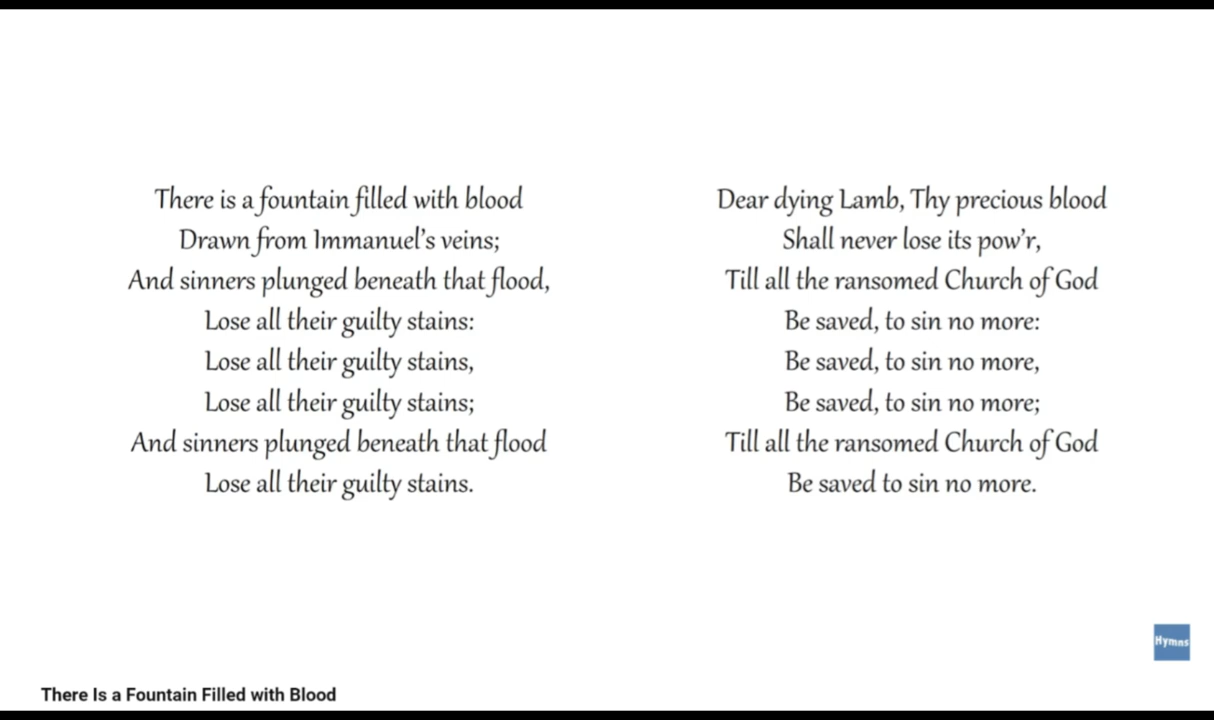 There is a fountain filled with blood
Drawn from Immanuel's veins;
And sinners plunged beneath that flood,
Lose all their guilty stains:
Lose all their guilty stains,
Lose all their guilty stains;
And sinners plunged beneath that flood
Lose all their guilty stains.
Dear dying Lamb, Thy precious blood
Shall never lose its pow'r,
Till all the ransomed Church of God
Be saved, to sin no more:
Be saved, to sin no more,
Be saved, to sin no more;
Till all the ransomed Church of God
Be saved to sin no more.
Hymns
There Is a Fountain Filled with Blood